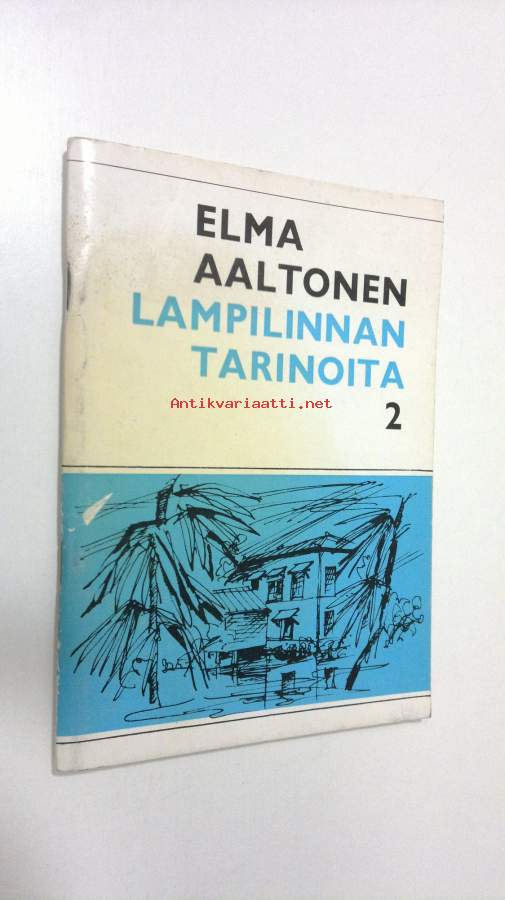 ELMA
AALTONEN
LAMPILINNAN
TARINOITA
Antikvariaatti.net
2